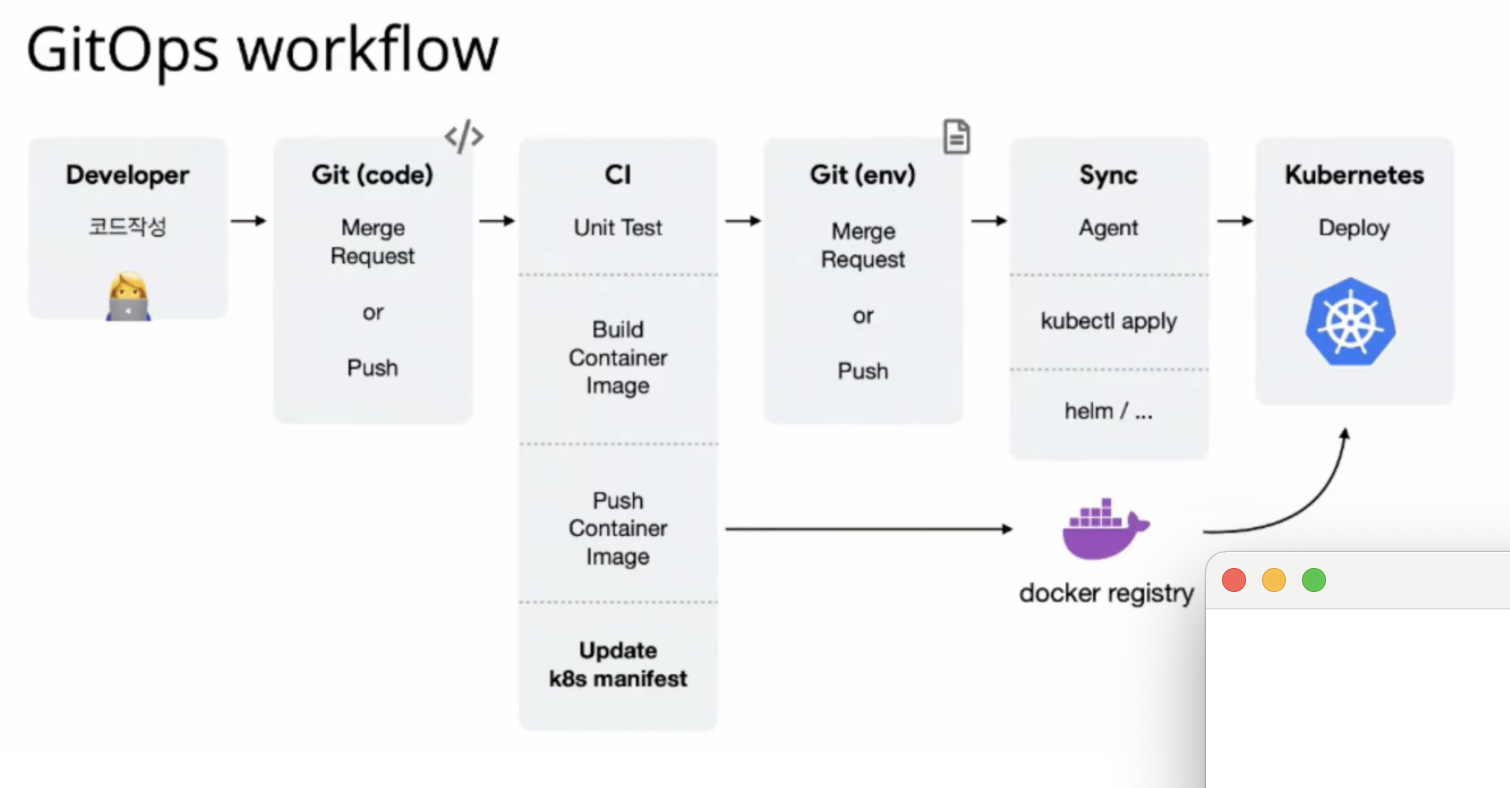 GitOps workflow
Developer
코드작성
Git (code)
Merge
Request
or
Push
CI
Unit Test
Build
Container
Image
Push
Container
Image
Update
k8s manifest
Git (env)
Merge
Request
or
Push
Sync
Agent
kubectl apply
helm / ...
docker registry
Kubernetes
Deploy